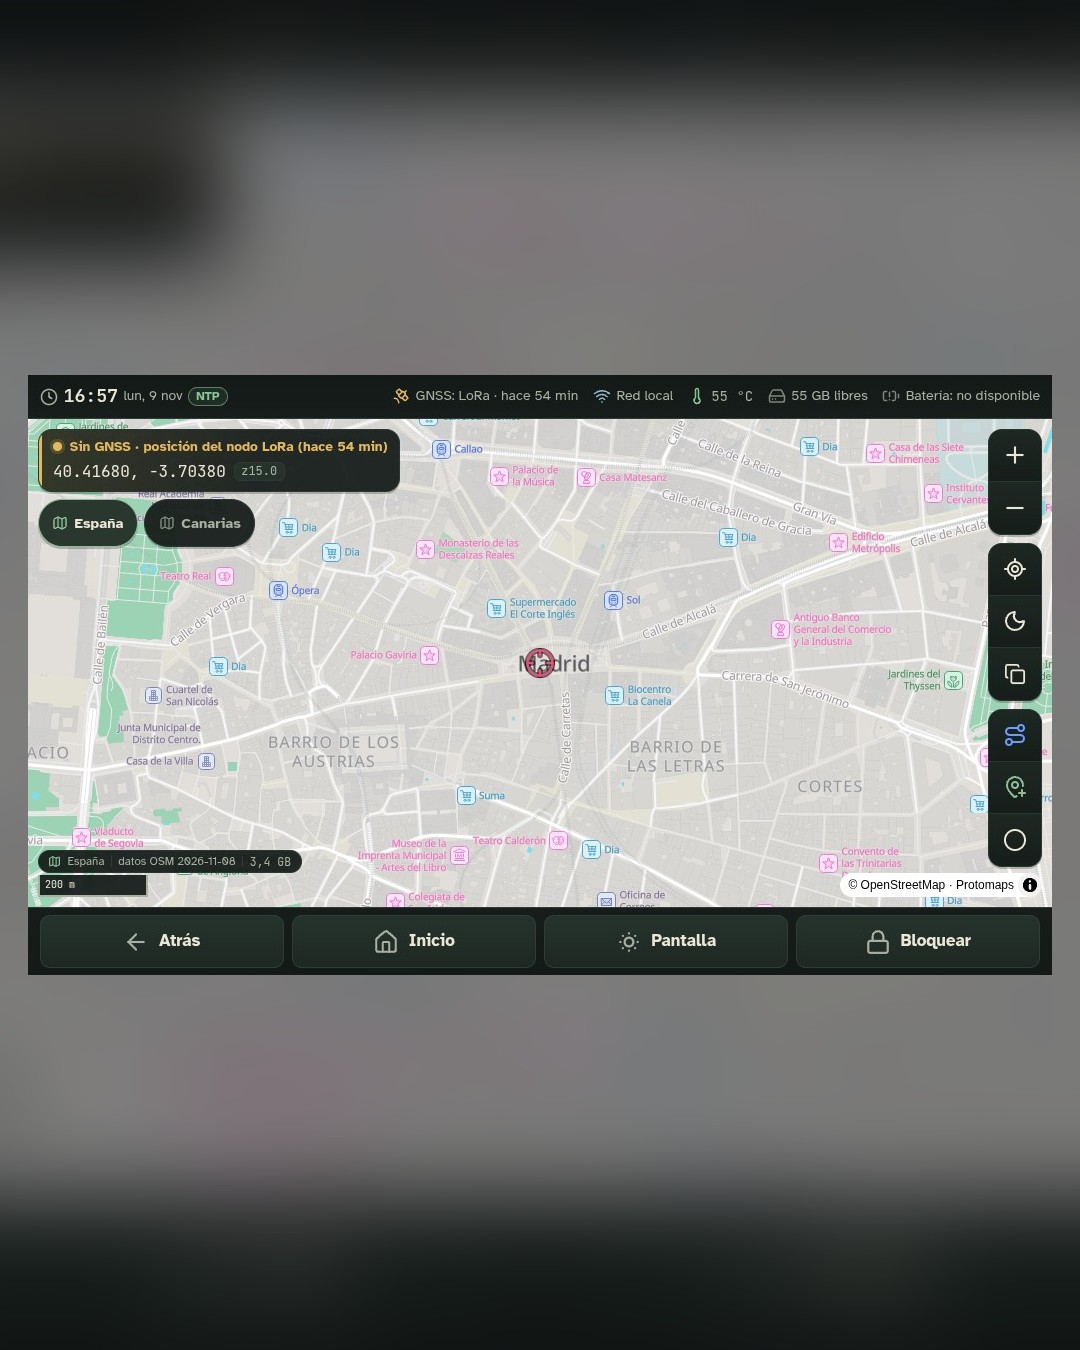 16:57 lun, 9 nov NTP
GNSS: LoRa · hace 54 min
Red local
55 °C
55 GB libres
Batería: no disponible
Sin GNSS · posición del nodo LoRa (hace 54 min)
40.41680, -3.70380 z15.0
España
Canarias
Jardines de
Real Academia
Callao
Palacio de
la Música
Casa Matesanz
Calle
Calle de la Reina
Dia
Casa de las Siete
Chimeneas
Instituto
Cervantes
Calle del Caballero de Gracia
Gran Vía
Calle de Alcalá
Dia
Dia
Monasterio de las
Descalzas Reales
Dia
Edificio
Metrópolis
Teatro Real
Ópera
Supermercado
El Corte Inglés
Sol
Calle de Vergara
Calle de Alcalá
Antiguo Banco
General del Comercio
y la Industria
Calle de Bailén
Palacio Gaviria
Madrid
Dia
Carrera de San Jerónimo
Jardines del
Thyssen
Cuartel de
San Nicolás
Biocentro
La Canela
Junta Municipal de
Distrito Centro.
Calle de Carretas
ACIO
BARRIO DE LOS
AUSTRIAS
BARRIO DE
LAS LETRAS
Casa de la Villa
CORTES
Suma
Viaducto
de Segovia
Museo de la
Imprenta Municipal
- Artes del Libro
Teatro Calderón
Dia
Convento de
las Trinitarias
España datos OSM 2026-11-08 3,4 GB
200 m
Colegiata de
Oficina de
Correos
Dia
© OpenStreetMap · Protomaps
Atrás
Inicio
Pantalla
Bloquear